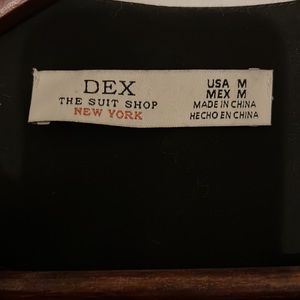 DEX
THE SUIT SHOP
NEW YORK
USA M
MEX M
MADE IN CHINA
HECHO EN CHINA